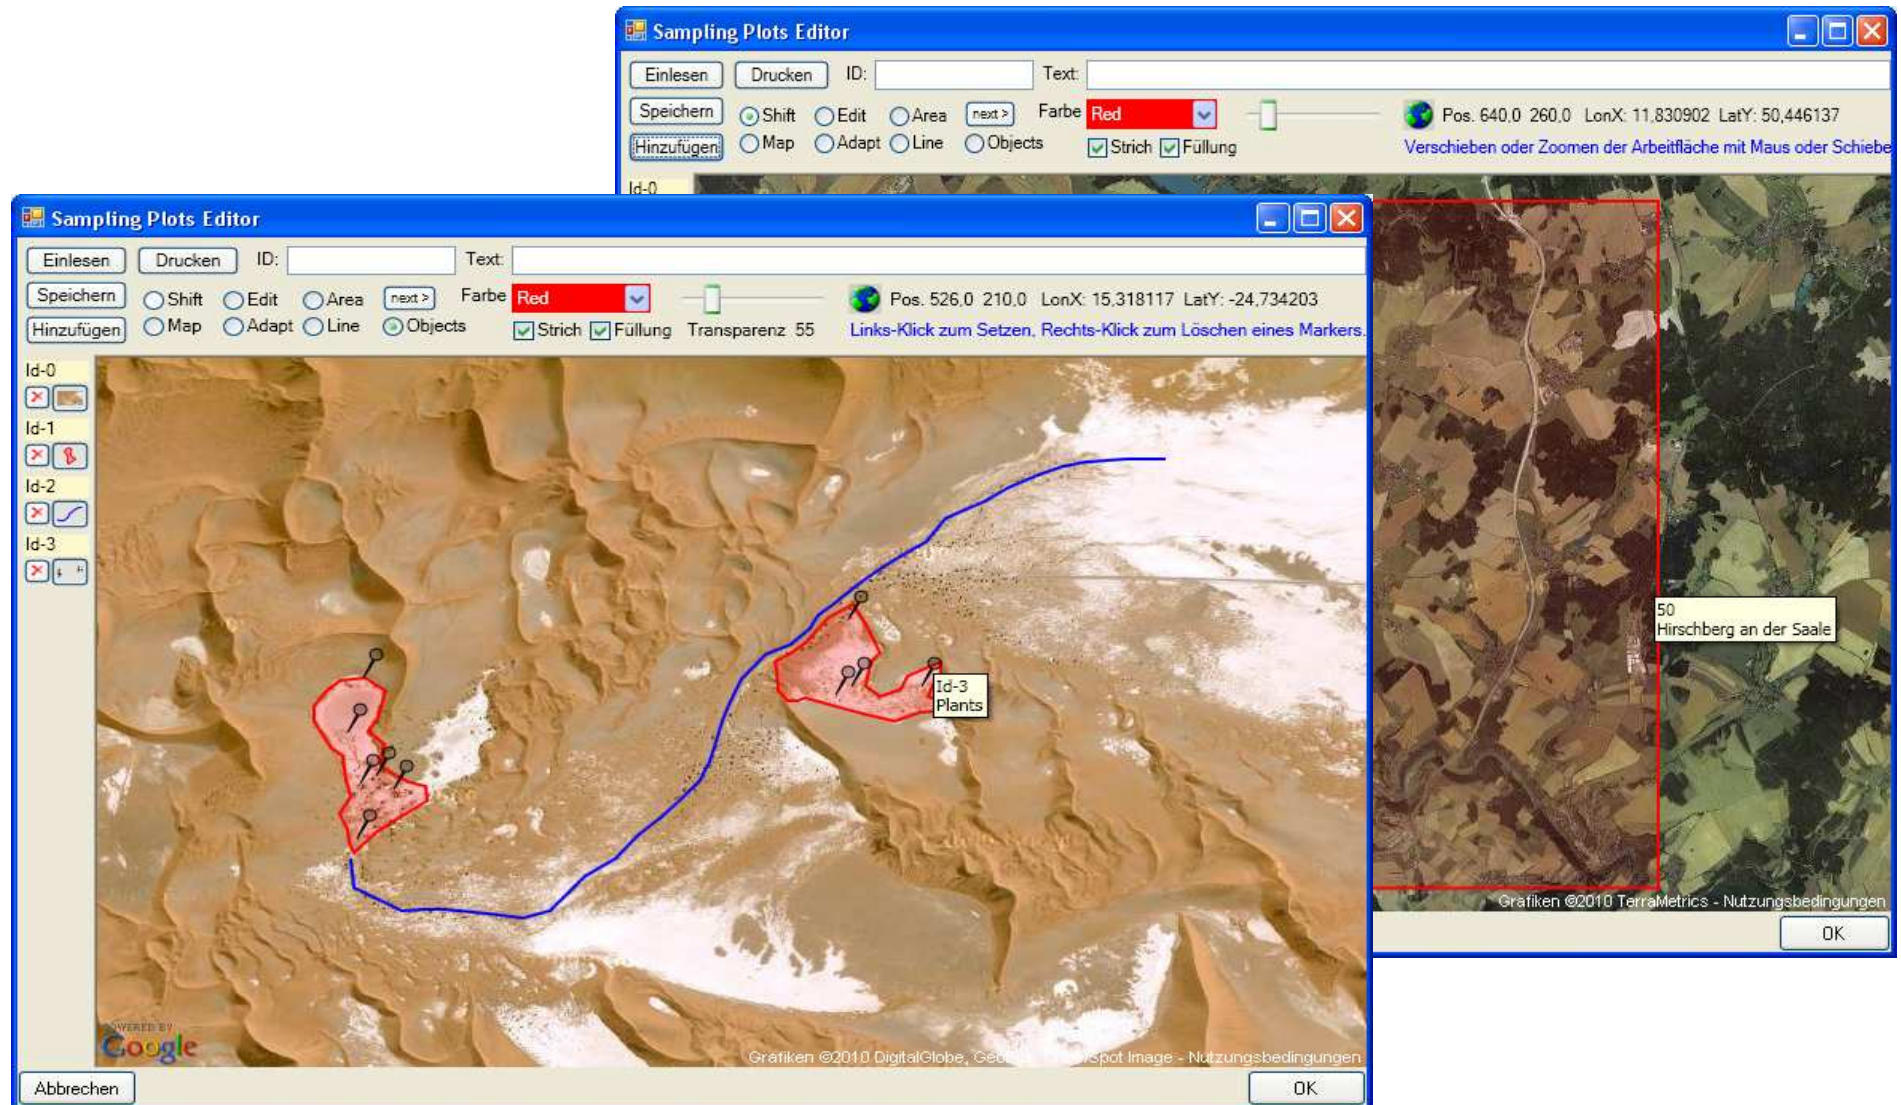 Sampling Plots Editor
Einlesen Drucken ID: Text:
Speichern Shift Edit Area next > Farbe Red Pos. 640,0 260,0 LonX: 11,830902 LatY: 50,446137
Hinzufügen Map Adapt Line Objects Strich Füllung Verschieben oder Zoomen der Arbeitfläche mit Maus oder Schiebe
Id-0
50
Hirschberg an der Saale
Grafiken ©2010 TerraMetrics - Nutzungsbedingungen
OK
Sampling Plots Editor
Einlesen Drucken ID: Text:
Speichern Shift Edit Area next > Farbe Red Pos. 526,0 210,0 LonX: 15,318117 LatY: -24,734203
Hinzufügen Map Adapt Line Objects Strich Füllung Transparenz 55 Links-Klick zum Setzen, Rechts-Klick zum Löschen eines Markers.
Id-0
Id-1
Id-2
Id-3
Id-3
Plants
POWERED BY
Google
Grafiken ©2010 DigitalGlobe, Spot Image - Nutzungsbedingungen
Abbrechen OK